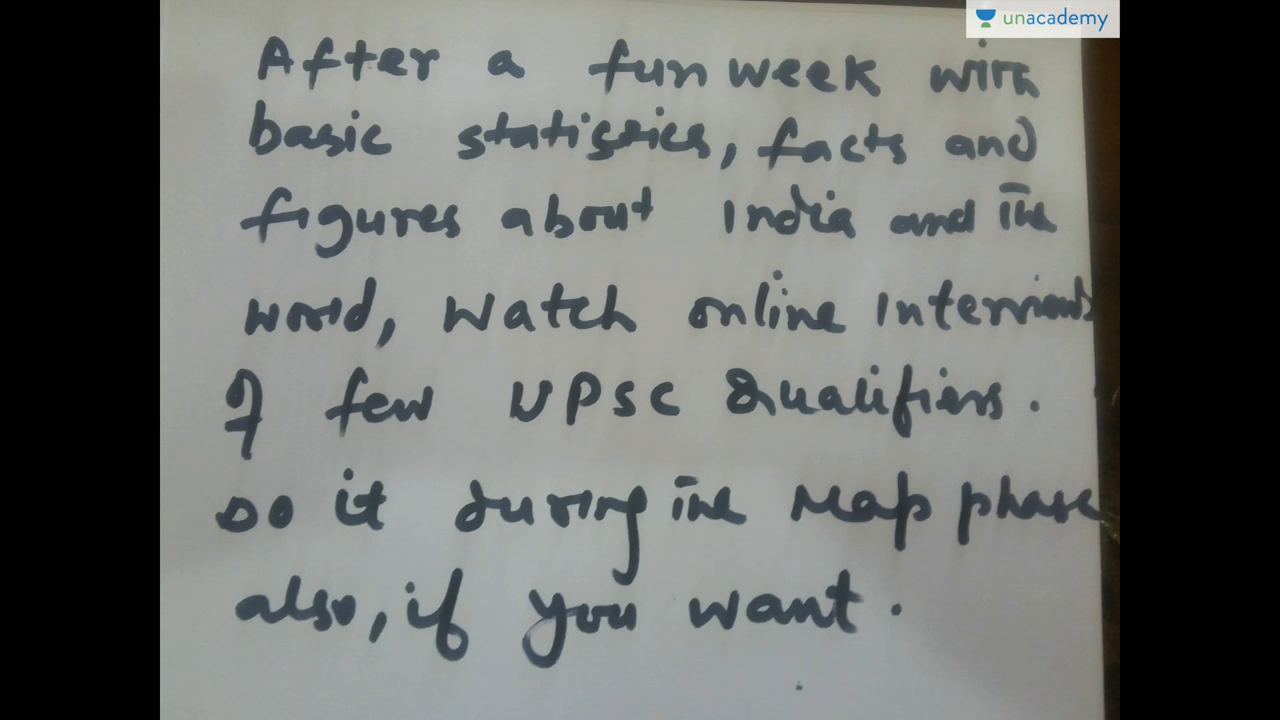 unacademy
After a fun week with
basic statistics, facts and
figures about India and the
world, watch online Interviews
of few UPSC Qualifiers.
Do it during the Map phase
also, if you want.